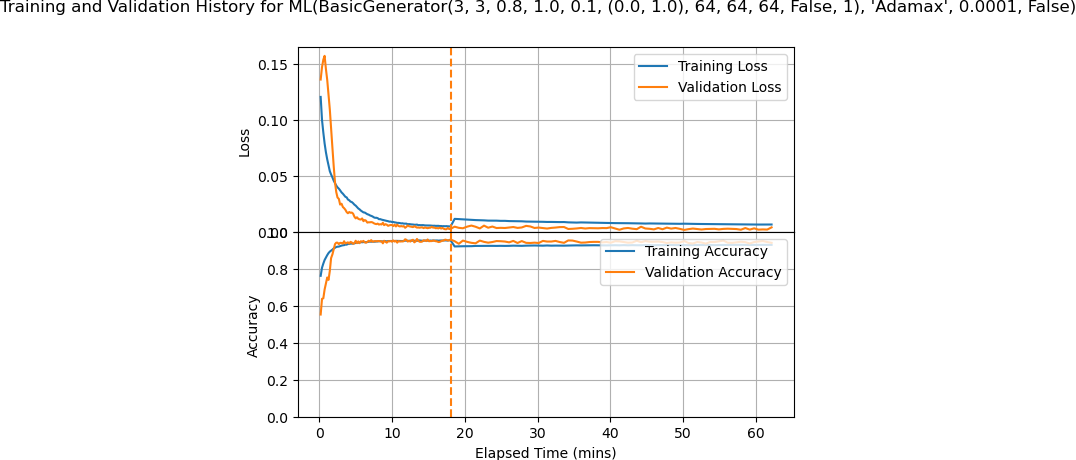 Training and Validation History for ML(BasicGenerator(3, 3, 0.8, 1.0, 0.1, (0.0, 1.0), 64, 64, 64, False, 1), 'Adamax', 0.0001, False)
0.15
Training Loss
Validation Loss
Loss
0.10
0.05
0.00
1.0
Training Accuracy
Validation Accuracy
Accuracy
0.8
0.6
0.4
0.2
0.0
0 10 20 30 40 50 60
Elapsed Time (mins)